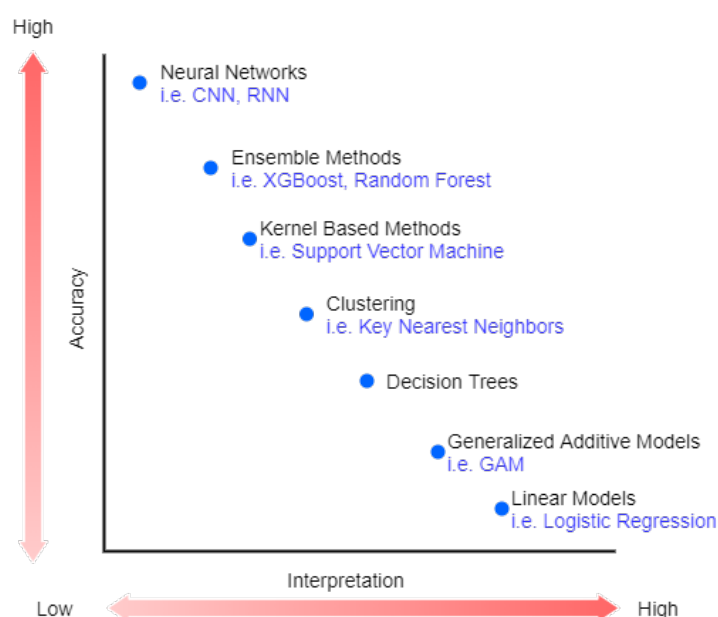 High
Neural Networks
i.e. CNN, RNN
Ensemble Methods
i.e. XGBoost, Random Forest
Kernel Based Methods
i.e. Support Vector Machine
Clustering
i.e. Key Nearest Neighbors
Accuracy
Decision Trees
Generalized Additive Models
i.e. GAM
Linear Models
i.e. Logistic Regression
Interpretation
Low
High